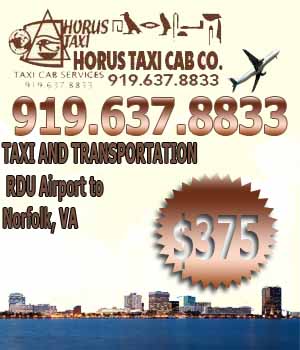 HORUS
TAXI
TAXI CAB SERVICES
919.637.8833
HORUS TAXI CAB CO.
919.637.8833
919.637.8833
TAXI AND TRANSPORTATION
RDU Airport to
Norfolk, VA
$375